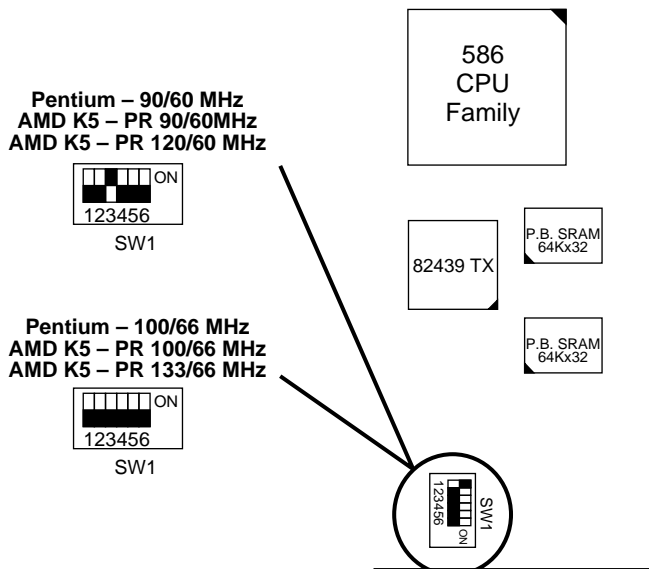 586
CPU
Family
Pentium – 90/60 MHz
AMD K5 – PR 90/60MHz
AMD K5 – PR 120/60 MHz
ON
123456
SW1
82439 TX
P.B. SRAM
64Kx32
P.B. SRAM
64Kx32
Pentium – 100/66 MHz
AMD K5 – PR 100/66 MHz
AMD K5 – PR 133/66 MHz
ON
123456
SW1
123456
ON
SW1